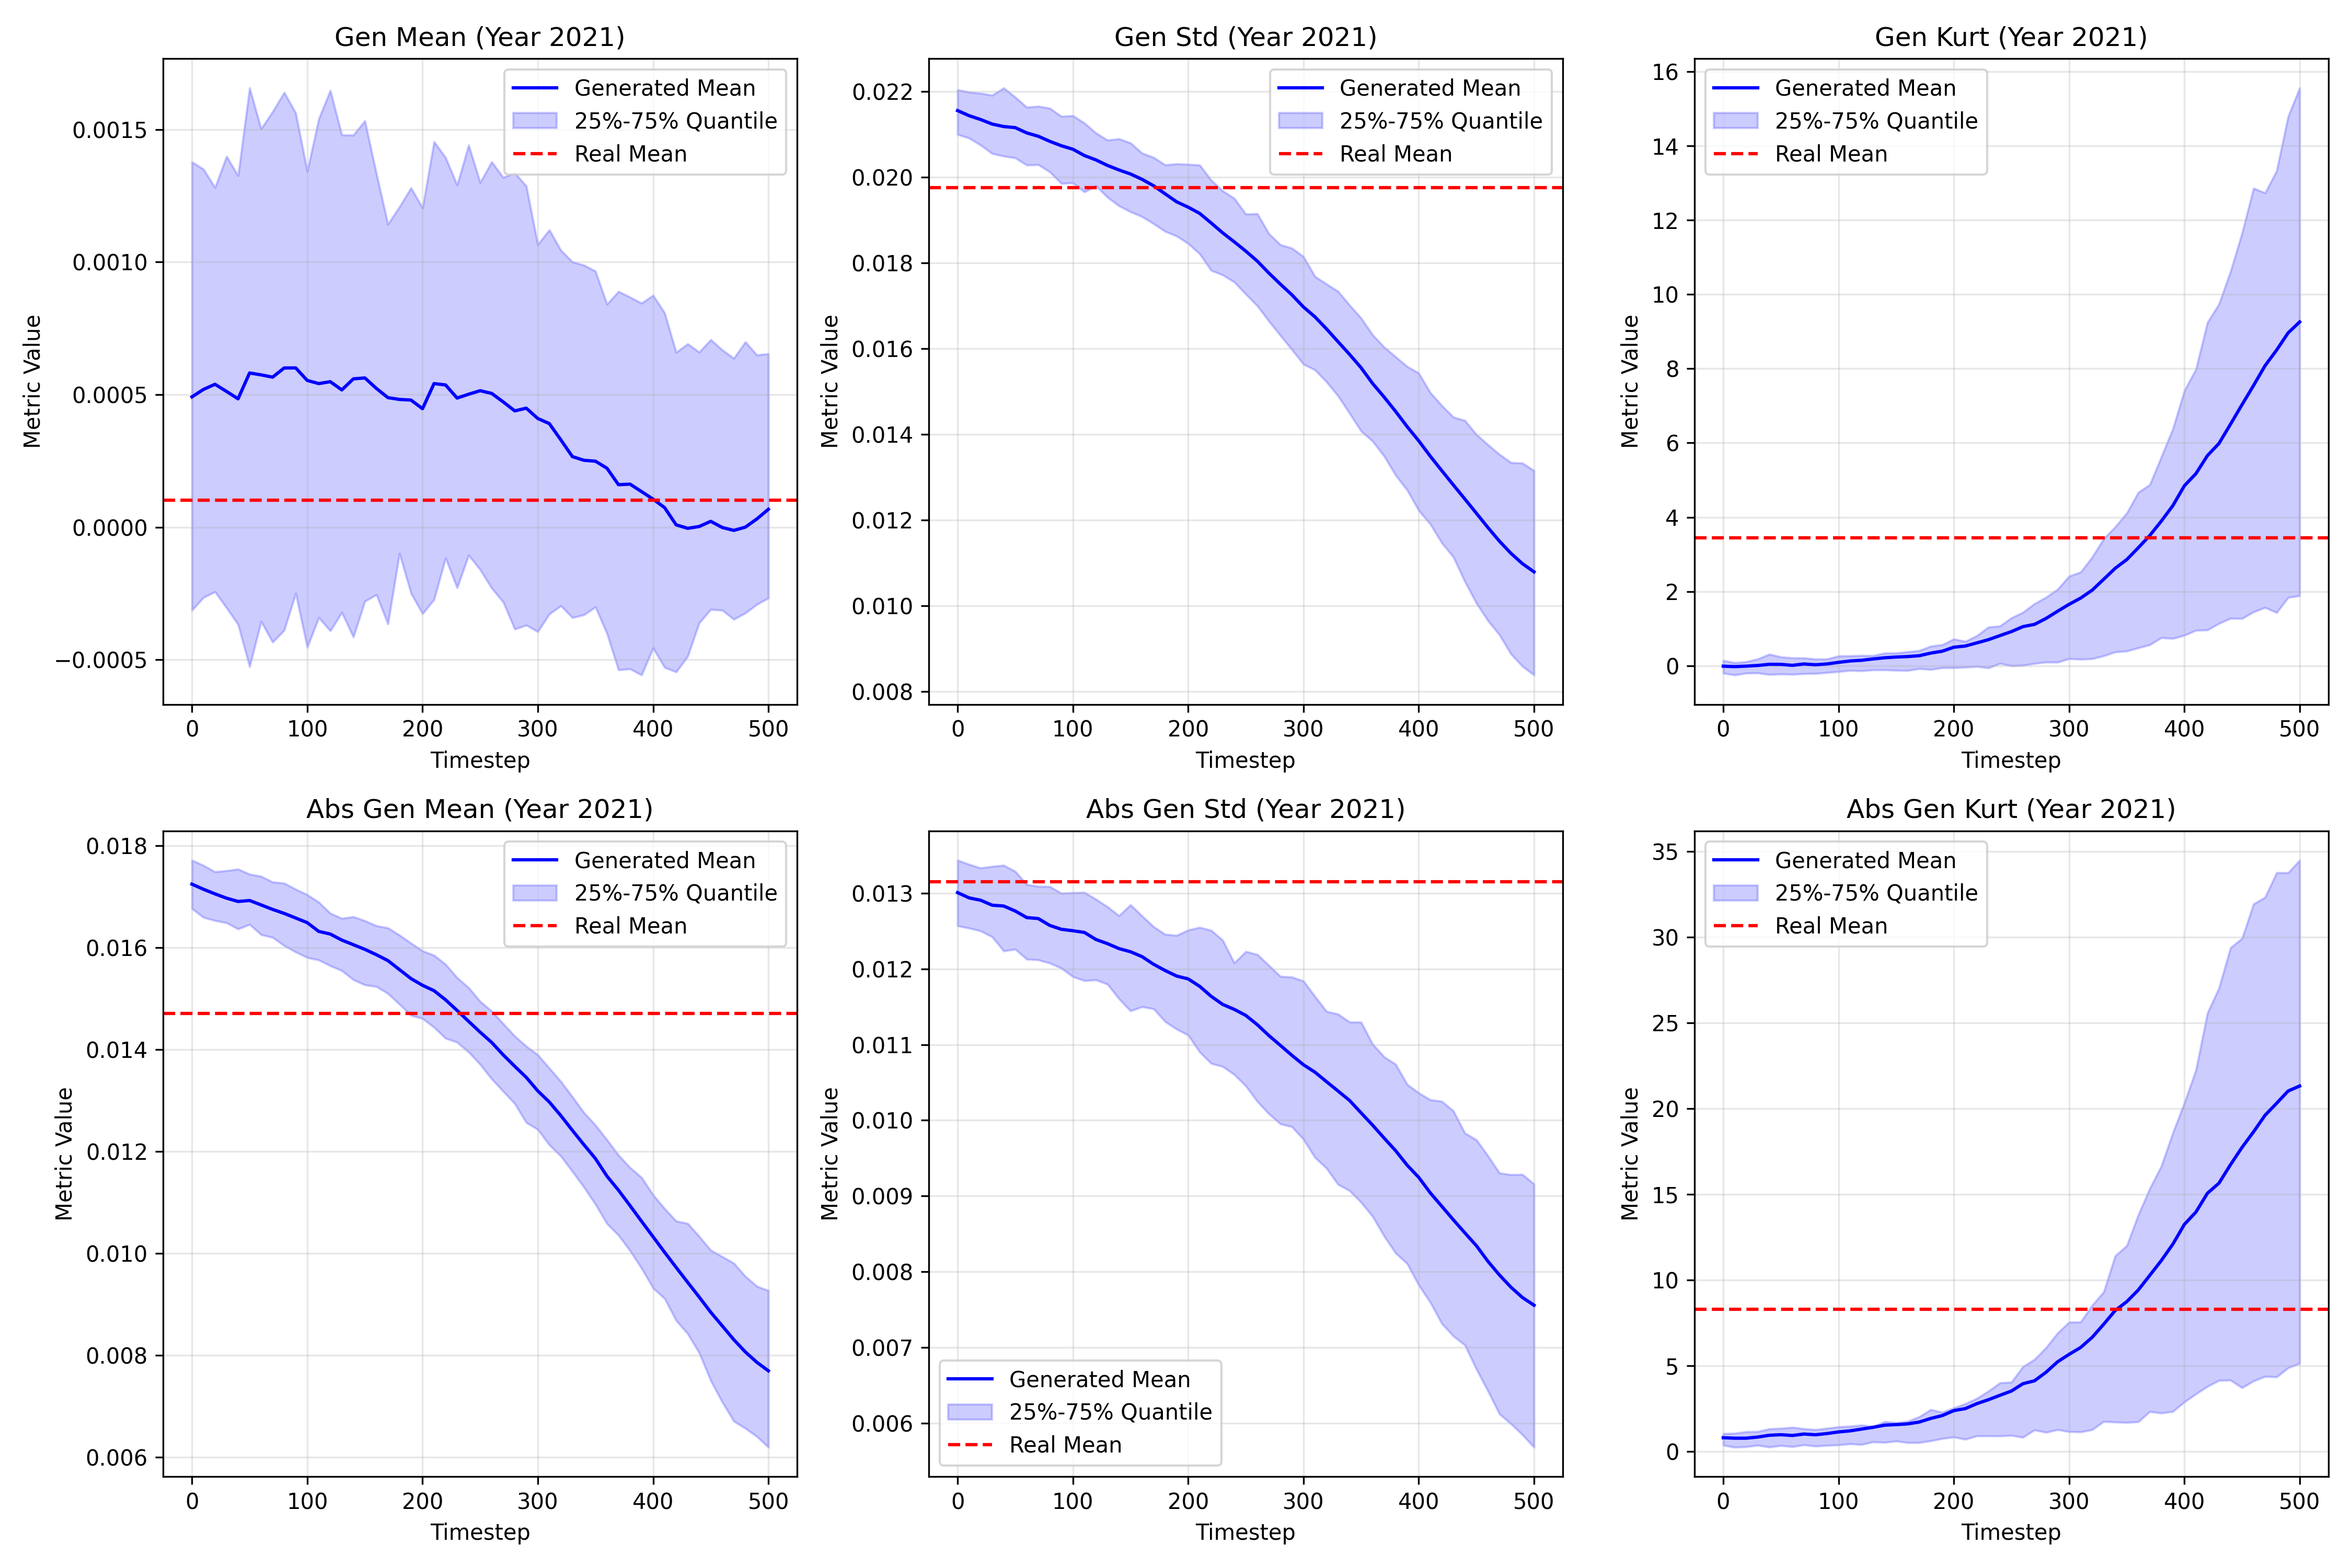 Gen Mean (Year 2021)
Generated Mean
25%-75% Quantile
Real Mean
Metric Value
0.0015
0.0010
0.0005
0.0000
−0.0005
0 100 200 300 400 500
Timestep
Gen Std (Year 2021)
Generated Mean
25%-75% Quantile
Real Mean
Metric Value
0.022
0.020
0.018
0.016
0.014
0.012
0.010
0.008
0 100 200 300 400 500
Timestep
Gen Kurt (Year 2021)
Generated Mean
25%-75% Quantile
Real Mean
Metric Value
16
14
12
10
8
6
4
2
0
0 100 200 300 400 500
Timestep
Abs Gen Mean (Year 2021)
Generated Mean
25%-75% Quantile
Real Mean
Metric Value
0.018
0.016
0.014
0.012
0.010
0.008
0.006
0 100 200 300 400 500
Timestep
Abs Gen Std (Year 2021)
Metric Value
0.013
0.012
0.011
0.010
0.009
0.008
0.007
0.006
Generated Mean
25%-75% Quantile
Real Mean
0 100 200 300 400 500
Timestep
Abs Gen Kurt (Year 2021)
Generated Mean
25%-75% Quantile
Real Mean
Metric Value
35
30
25
20
15
10
5
0
0 100 200 300 400 500
Timestep